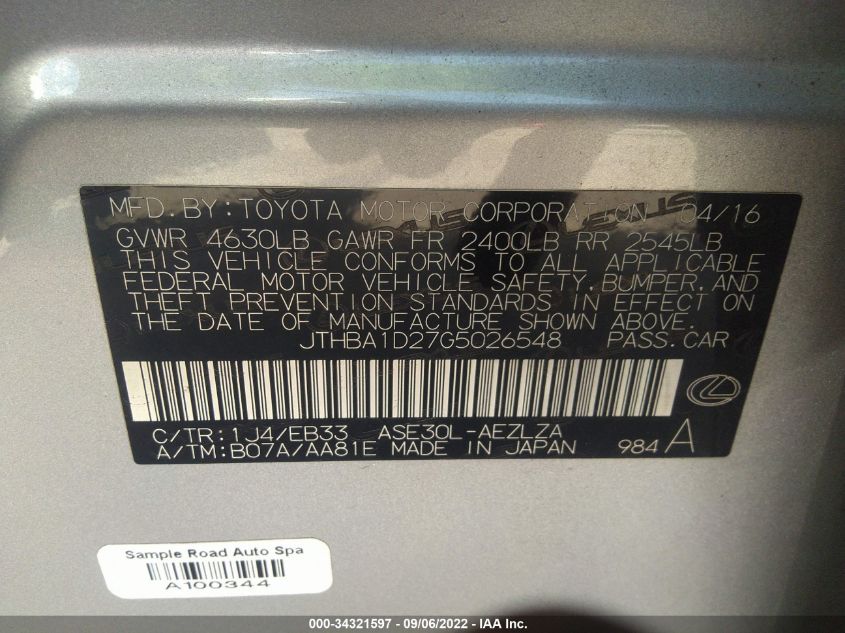 MFD. BY: TOYOTA MOTOR CORPORATION 04/16
GVWR 4630LB GAWR FR 2400LB RR 2545LB
THIS VEHICLE CONFORMS TO ALL APPLICABLE
FEDERAL MOTOR VEHICLE SAFETY, BUMPER, AND
THEFT PREVENTION STANDARDS IN EFFECT ON
THE DATE OF MANUFACTURE SHOWN ABOVE.
JTHBA1D27G5026548 PASS. CAR
C/TR: 1J4/EB33 ASE30L-AEZLZA
A/TM: B07A/AA81E MADE IN JAPAN 984 A
Sample Road Auto Spa
A100344
000-34321597 - 09/06/2022 - IAA Inc.